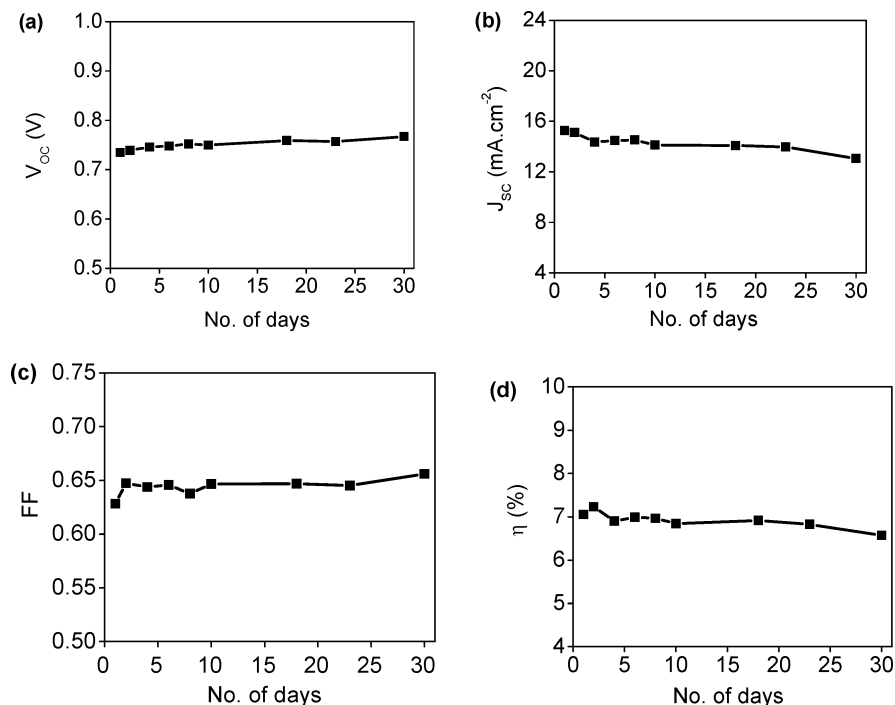 (a)
1.0
0.9
0.8
0.7
0.6
0.5
V_OC (V)
0 5 10 15 20 25 30
No. of days
(b)
24
20
16
12
8
4
J_SC (mA.cm⁻²)
0 5 10 15 20 25 30
No. of days
(c)
0.75
0.70
0.65
0.60
0.55
0.50
FF
0 5 10 15 20 25 30
No. of days
(d)
10
9
8
7
6
5
4
η (%)
0 5 10 15 20 25 30
No. of days